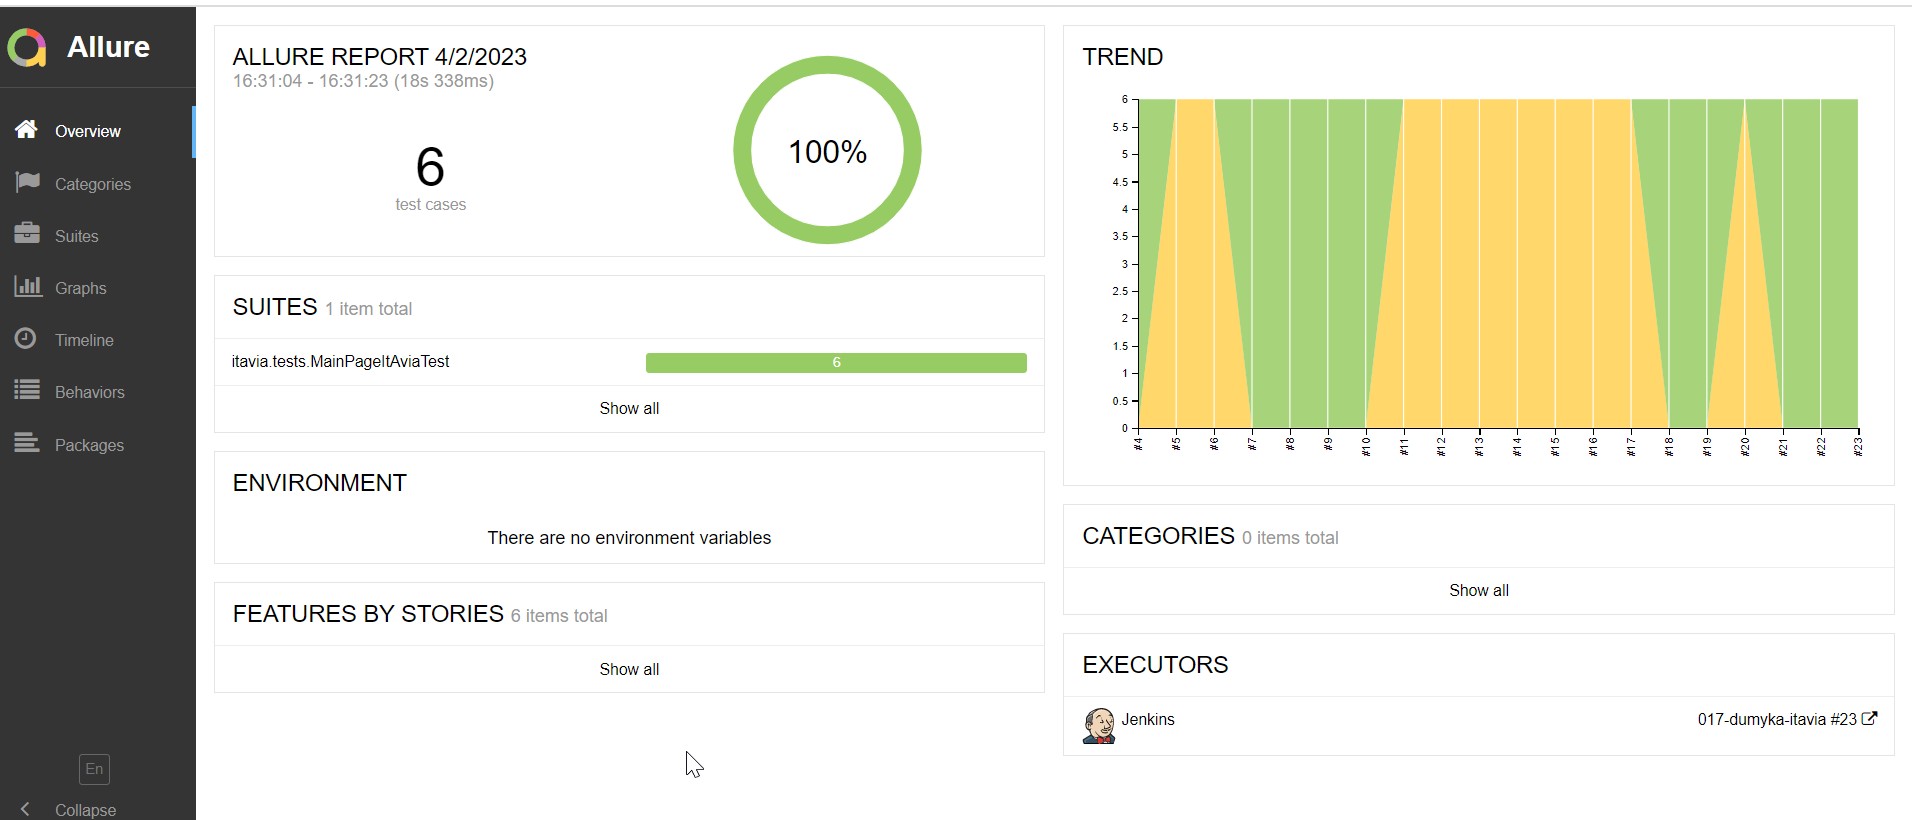 Allure
Overview
Categories
Suites
Graphs
Timeline
Behaviors
Packages
En
Collapse
ALLURE REPORT 4/2/2023
16:31:04 - 16:31:23 (18s 338ms)
6
test cases
100%
SUITES 1 item total
itavia.tests.MainPageItAviaTest 6
Show all
ENVIRONMENT
There are no environment variables
FEATURES BY STORIES 6 items total
Show all
TREND
6
5.5
5
4.5
4
3.5
3
2.5
2
1.5
1
0.5
0
#4 #5 #6 #7 #8 #9 #10 #11 #12 #13 #14 #15 #16 #17 #18 #19 #20 #21 #22 #23
CATEGORIES 0 items total
Show all
EXECUTORS
Jenkins 017-dumyka-itavia #23